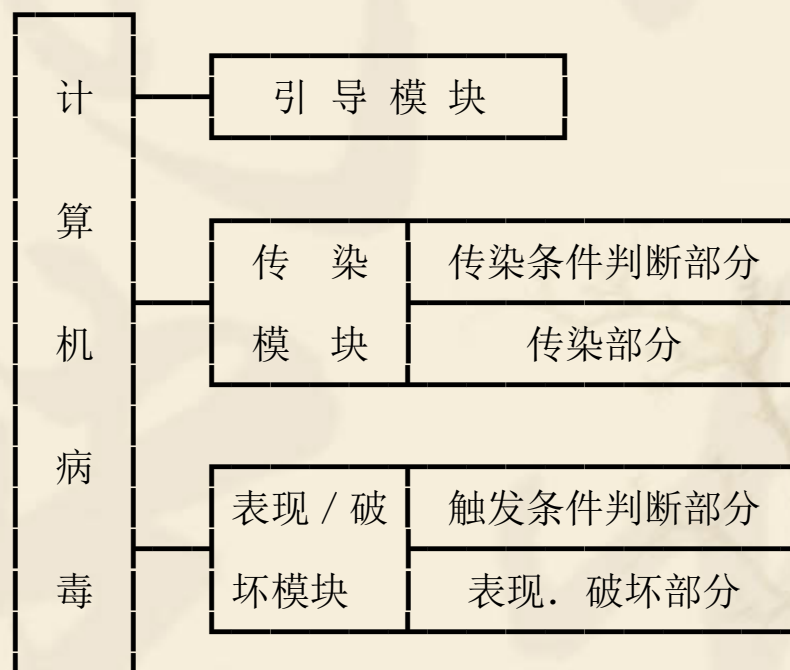 计算机病毒
引导模块
传染模块
传染条件判断部分
传染部分
表现／破坏模块
触发条件判断部分
表现．破坏部分